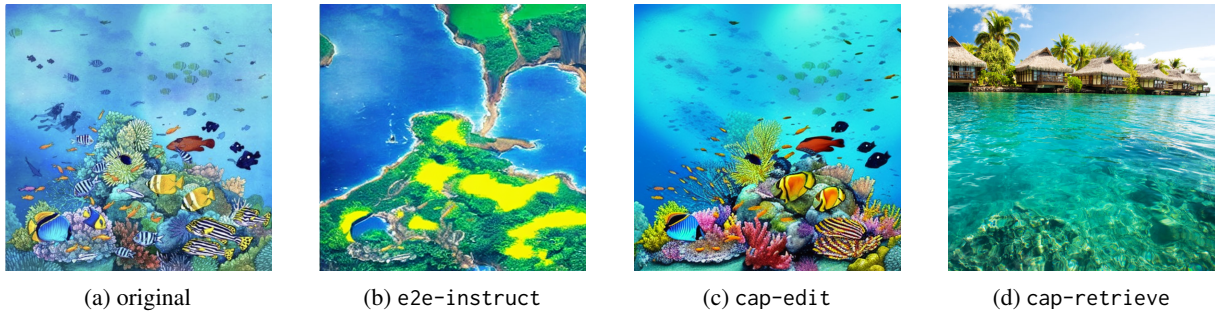 (a) original
(b) e2e-instruct
(c) cap-edit
(d) cap-retrieve